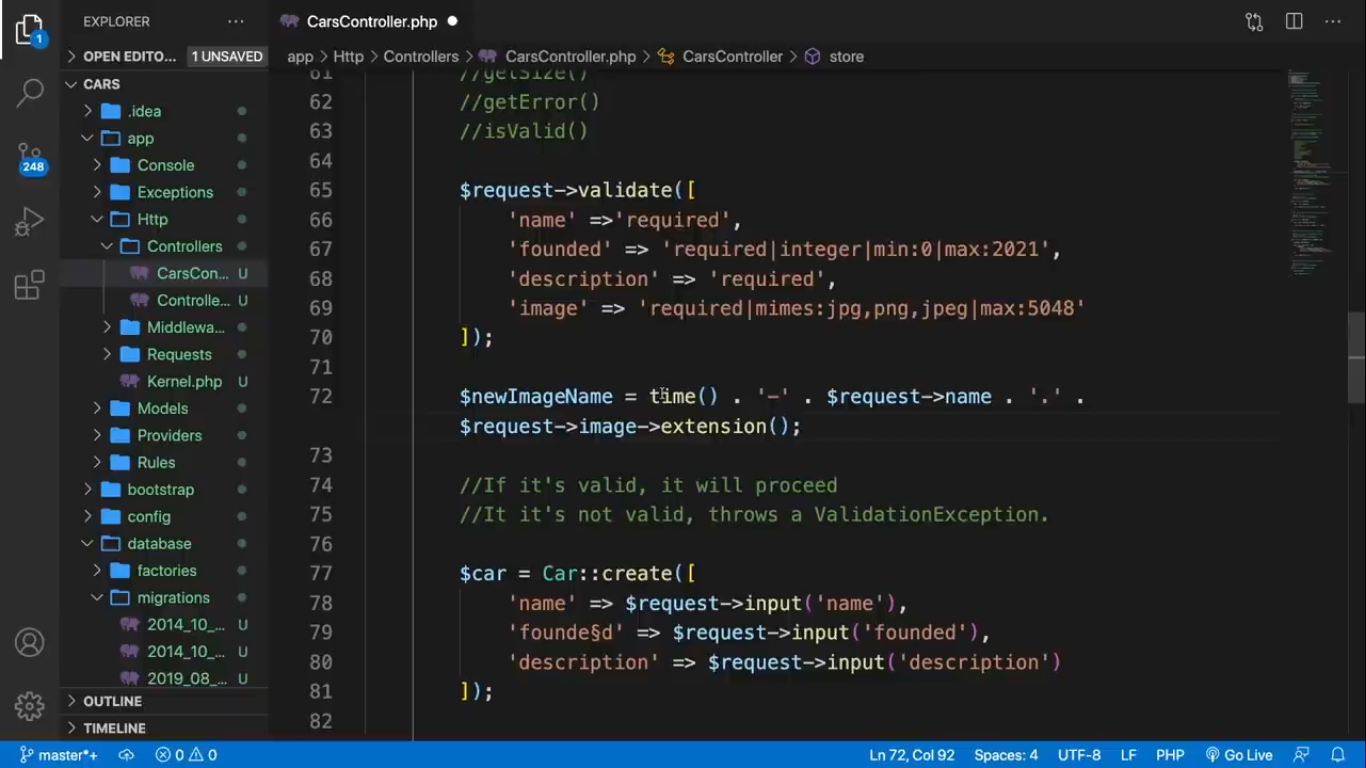 EXPLORER
CarsController.php
OPEN EDITO... 1 UNSAVED
app > Http > Controllers > CarsController.php > CarsController > store
CARS
.idea
app
Console
Exceptions
Http
Controllers
CarsCon... U
Controlle... U
Middlewa...
Requests
Kernel.php U
Models
Providers
Rules
bootstrap
config
database
factories
migrations
2014_10_... U
2014_10_... U
2019_08_... U
OUTLINE
TIMELINE
1
248
61 //getSize()
62 //getError()
63 //isValid()
64
65 $request->validate([
66 'name' =>'required',
67 'founded' => 'required|integer|min:0|max:2021',
68 'description' => 'required',
69 'image' => 'required|mimes:jpg,png,jpeg|max:5048'
70 ]);
71
72 $newImageName = time() . '-' . $request->name . '.' .
$request->image->extension();
73
74 //If it's valid, it will proceed
75 //It it's not valid, throws a ValidationException.
76
77 $car = Car::create([
78 'name' => $request->input('name'),
79 'founde§d' => $request->input('founded'),
80 'description' => $request->input('description')
81 ]);
82
master*+ 0 0 Ln 72, Col 92 Spaces: 4 UTF-8 LF PHP Go Live